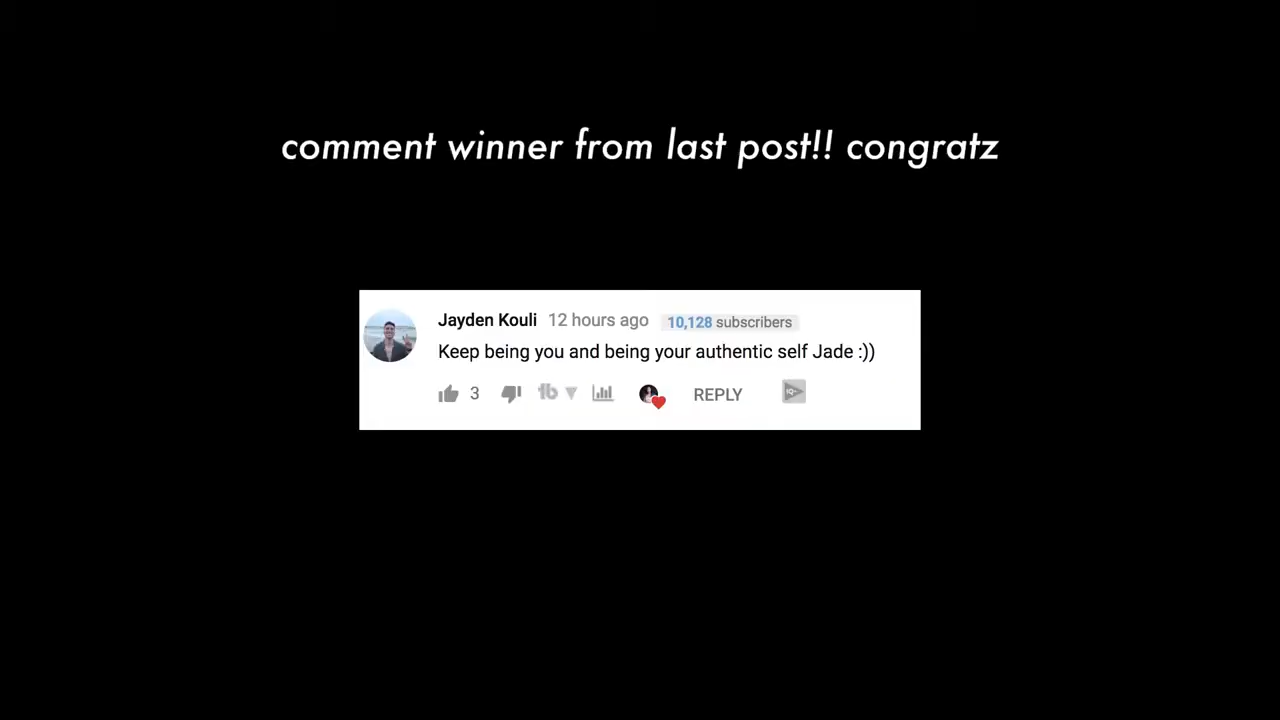 comment winner from last post!! congratz
Jayden Kouli 12 hours ago 10,128 subscribers
Keep being you and being your authentic self Jade :))
3 tb REPLY